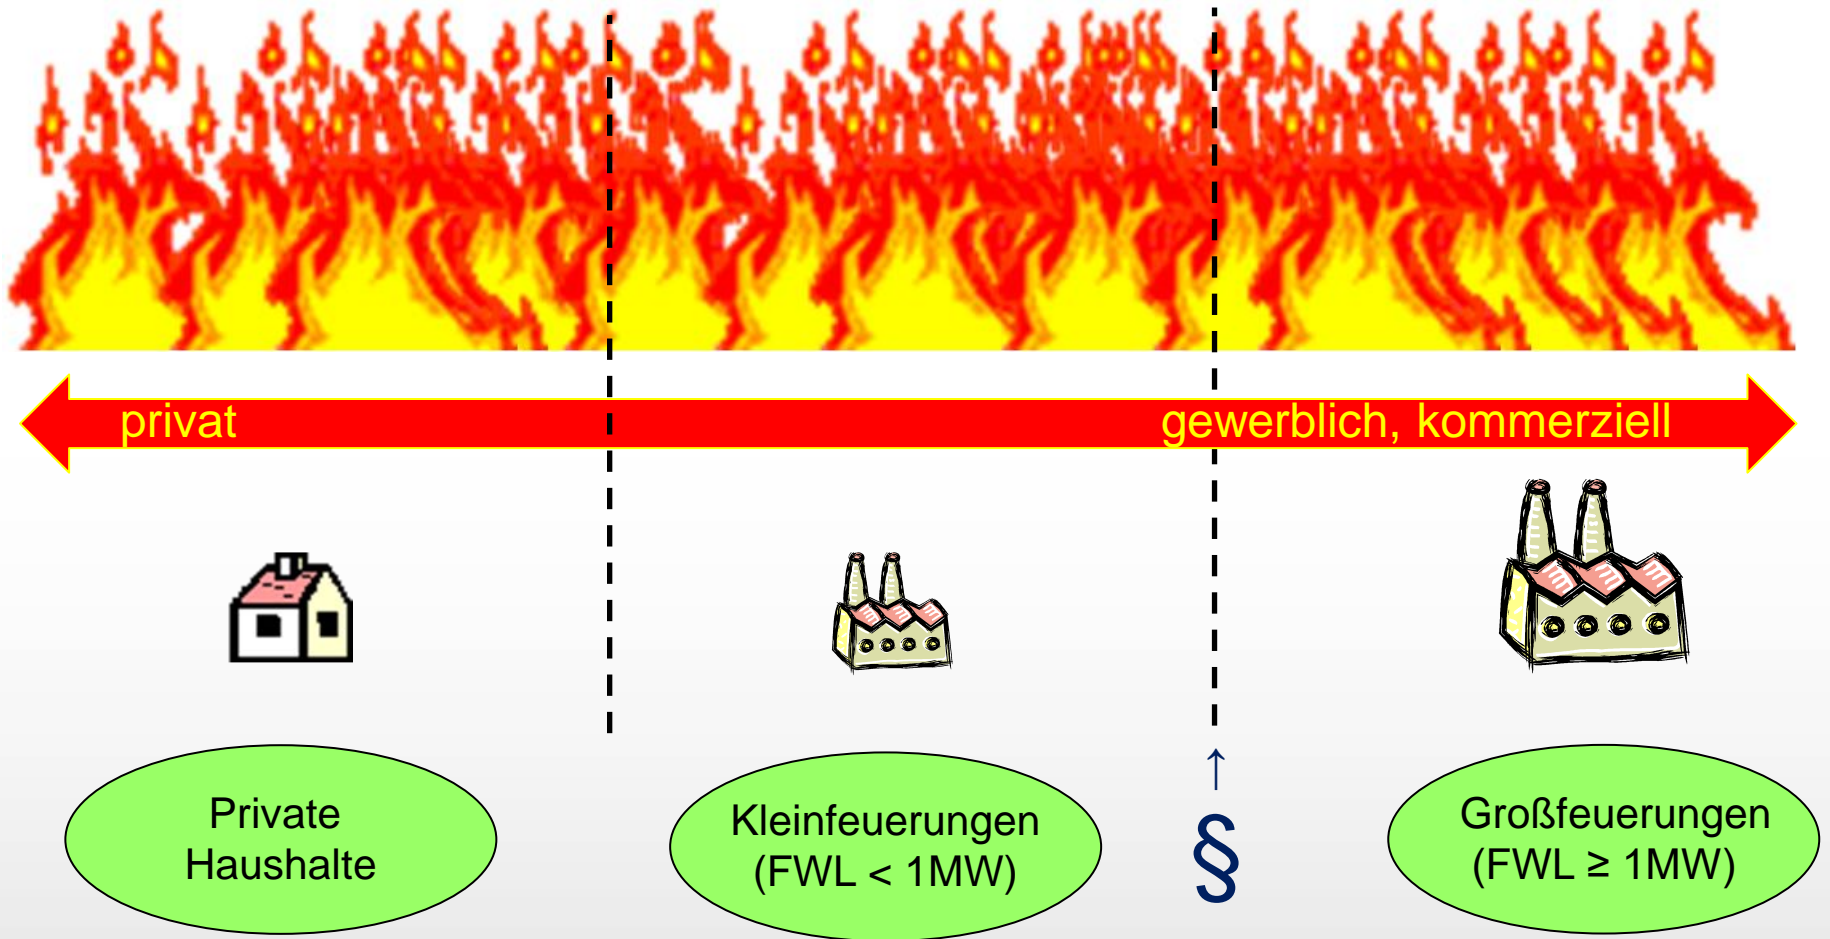 privat
gewerblich, kommerziell
Private
Haushalte
Kleinfeuerungen
(FWL < 1MW)
↑
§
Großfeuerungen
(FWL ≥ 1MW)